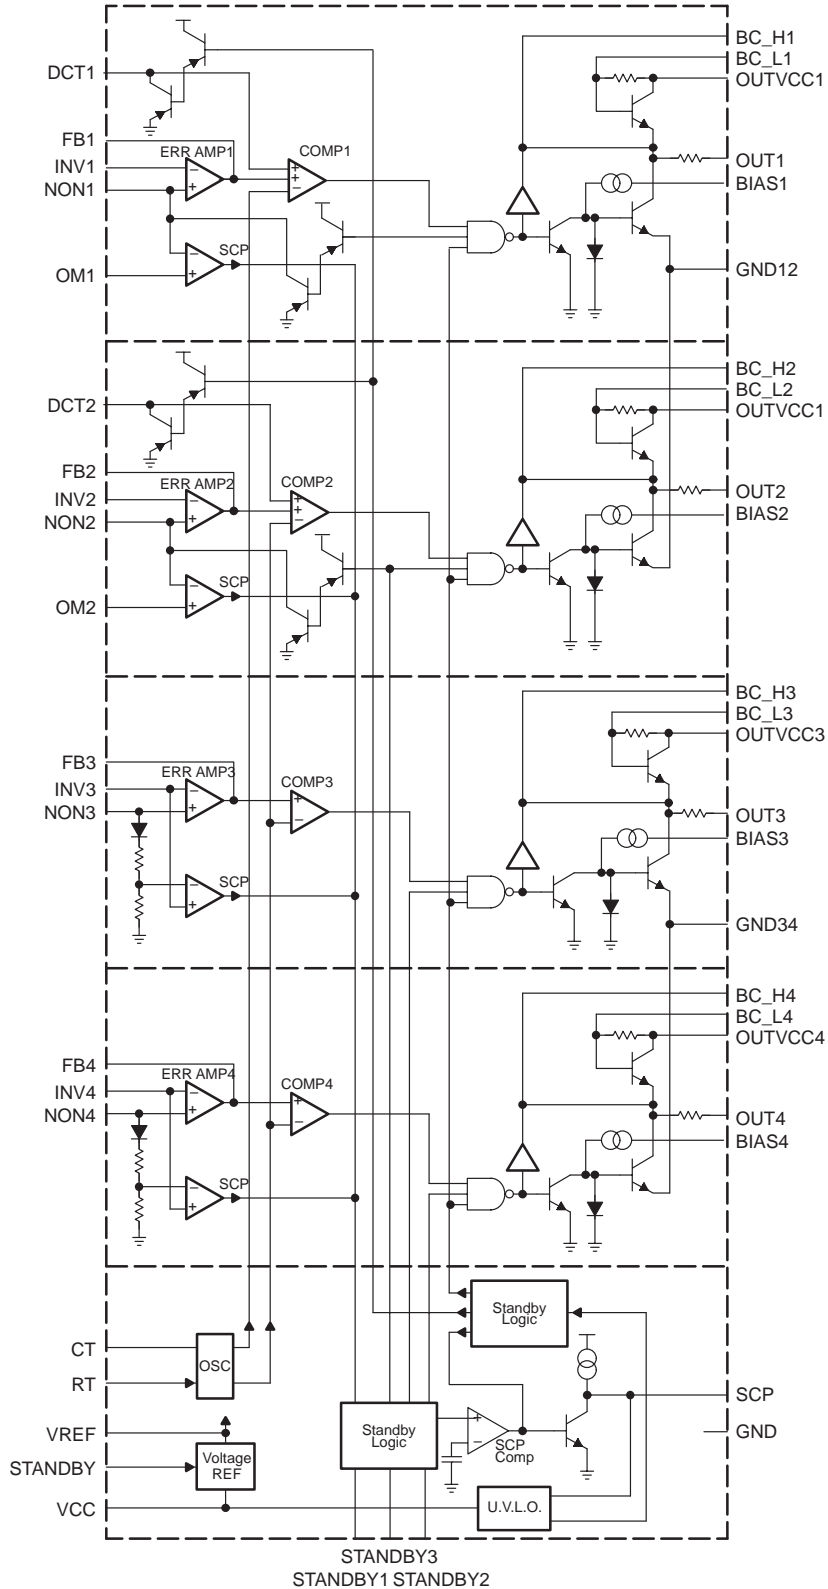 BC_H1
BC_L1
DCT1
OUTVCC1
FB1
ERR AMP1
COMP1
INV1
OUT1
NON1
BIAS1
SCP
OM1
GND12
BC_H2
BC_L2
DCT2
OUTVCC1
FB2
ERR AMP2
COMP2
INV2
OUT2
NON2
BIAS2
SCP
OM2
BC_H3
BC_L3
OUTVCC3
FB3
ERR AMP3
COMP3
INV3
NON3
OUT3
BIAS3
SCP
GND34
BC_H4
BC_L4
OUTVCC4
FB4
ERR AMP4
COMP4
INV4
NON4
OUT4
BIAS4
SCP
Standby
Logic
CT
OSC
RT
SCP
VREF
Standby
Logic
SCP
Comp
GND
STANDBY
Voltage
REF
VCC
U.V.L.O.
STANDBY3
STANDBY1 STANDBY2